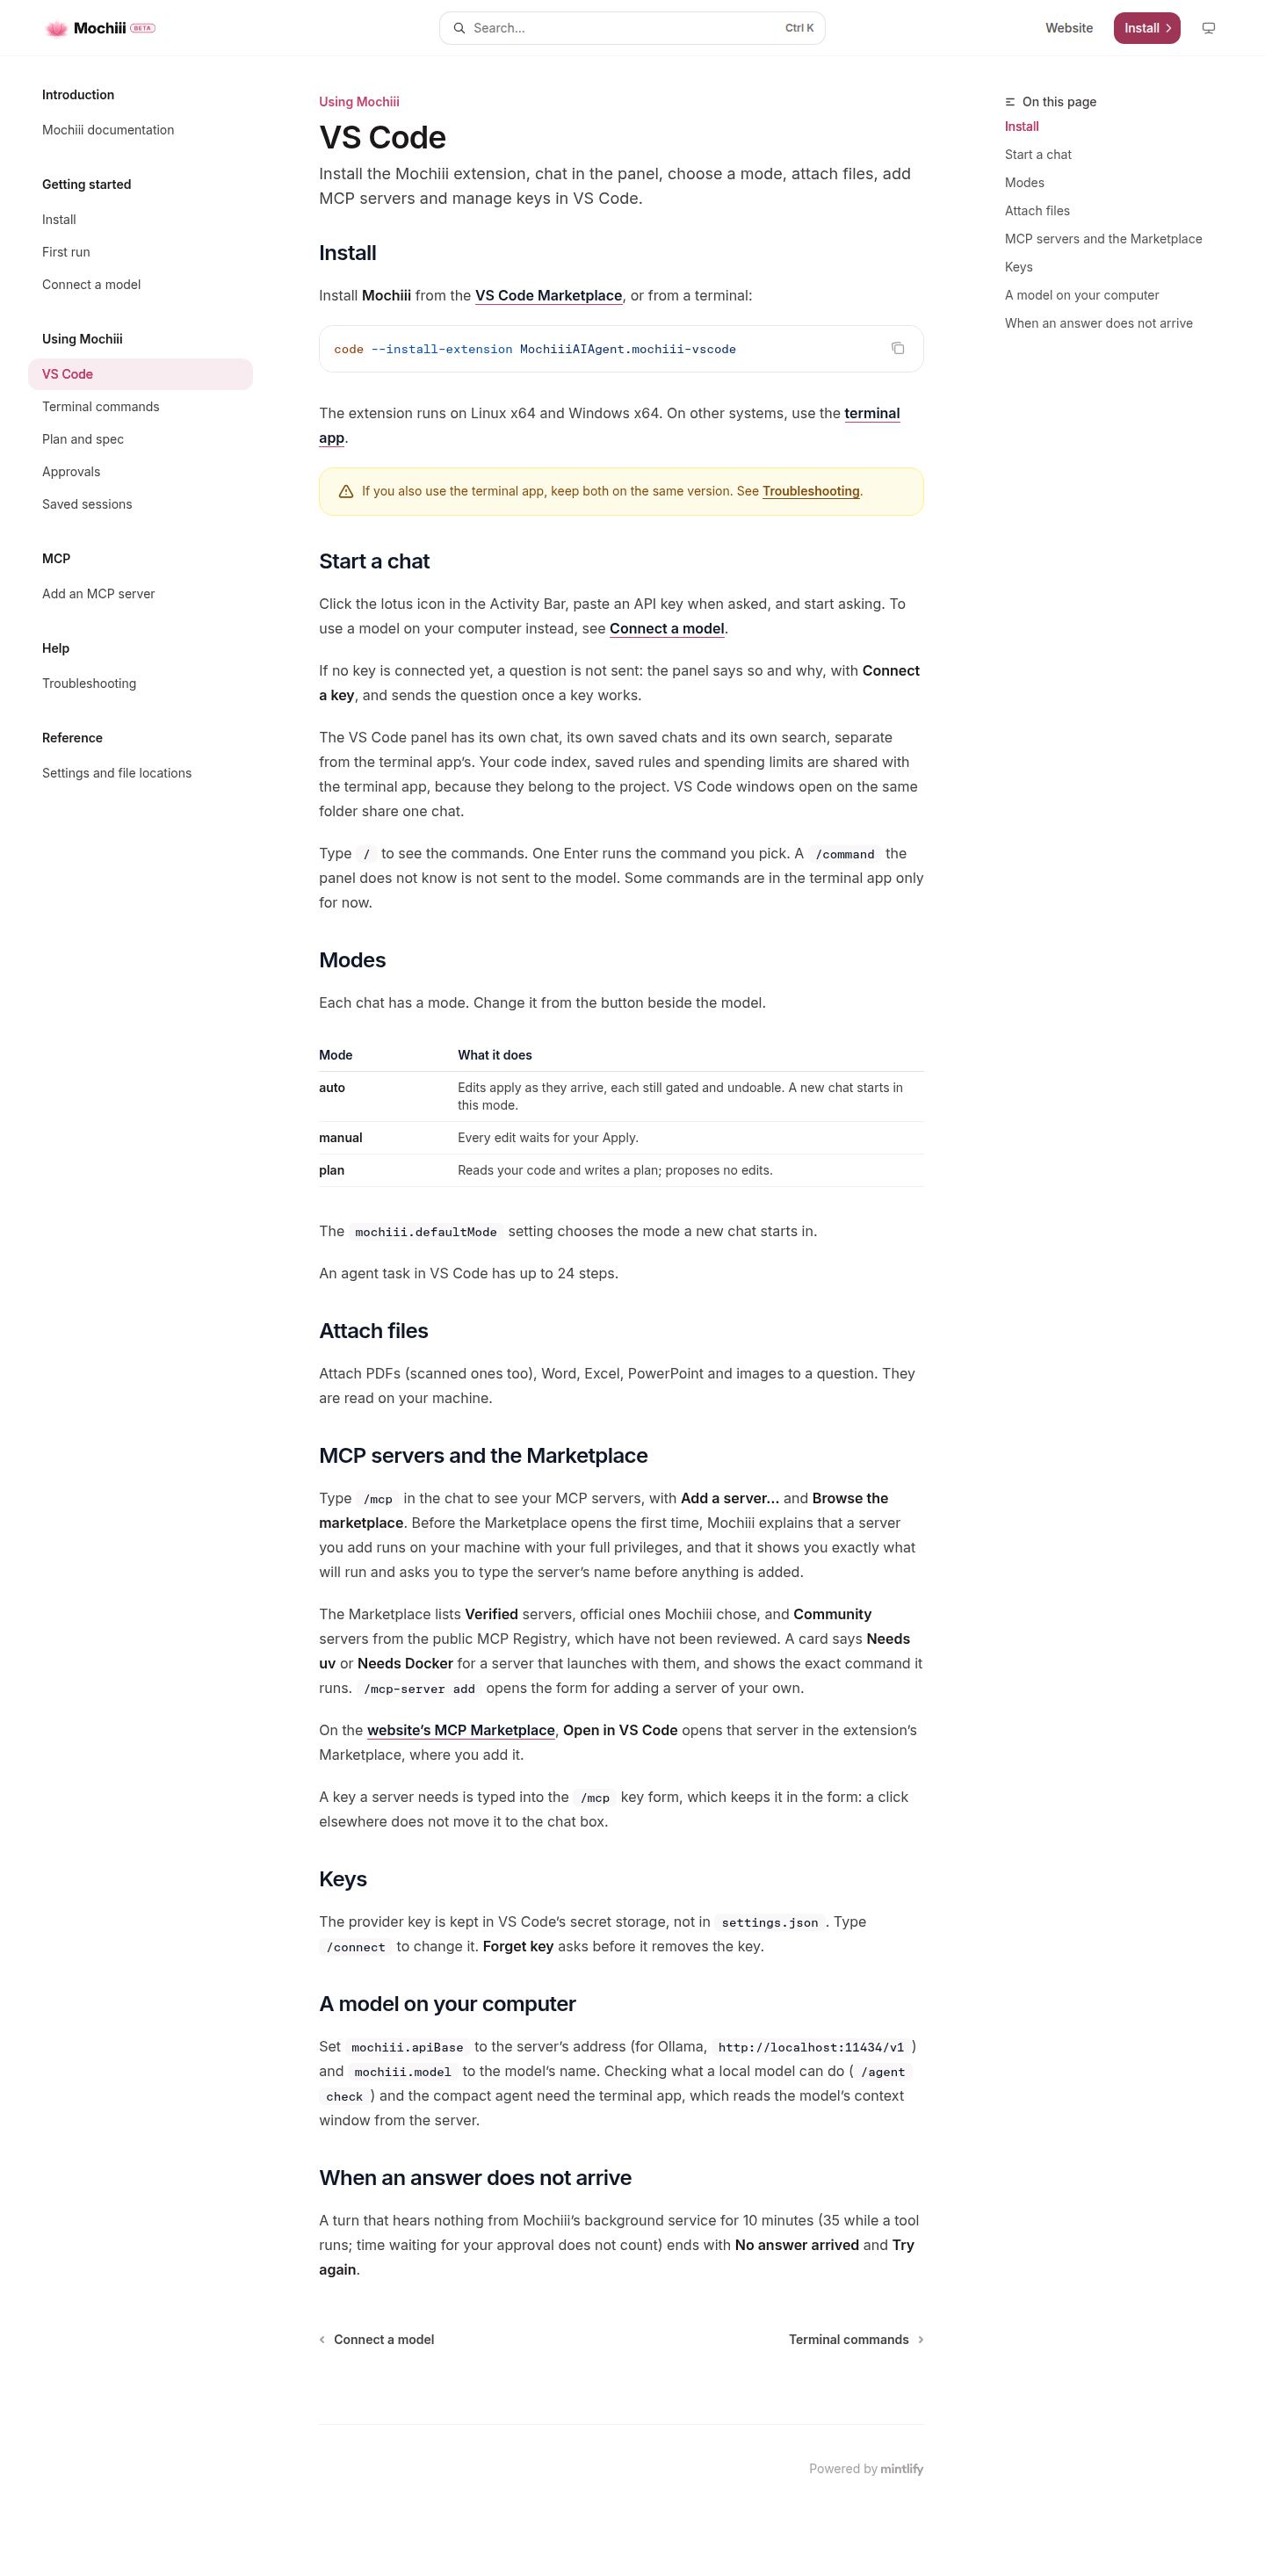 Mochiii BETA
Search...
Ctrl K
Website
Install
Introduction
Mochiii documentation
Getting started
Install
First run
Connect a model
Using Mochiii
VS Code
Terminal commands
Plan and spec
Approvals
Saved sessions
MCP
Add an MCP server
Help
Troubleshooting
Reference
Settings and file locations
Using Mochiii
VS Code
Install the Mochiii extension, chat in the panel, choose a mode, attach files, add
MCP servers and manage keys in VS Code.
Install
Install Mochiii from the VS Code Marketplace, or from a terminal:
code --install-extension MochiiiAIAgent.mochiii-vscode
The extension runs on Linux x64 and Windows x64. On other systems, use the terminal
app.
If you also use the terminal app, keep both on the same version. See Troubleshooting.
Start a chat
Click the lotus icon in the Activity Bar, paste an API key when asked, and start asking. To
use a model on your computer instead, see Connect a model.
If no key is connected yet, a question is not sent: the panel says so and why, with Connect
a key, and sends the question once a key works.
The VS Code panel has its own chat, its own saved chats and its own search, separate
from the terminal app’s. Your code index, saved rules and spending limits are shared with
the terminal app, because they belong to the project. VS Code windows open on the same
folder share one chat.
Type / to see the commands. One Enter runs the command you pick. A /command the
panel does not know is not sent to the model. Some commands are in the terminal app only
for now.
Modes
Each chat has a mode. Change it from the button beside the model.
Mode What it does
auto Edits apply as they arrive, each still gated and undoable. A new chat starts in
this mode.
manual Every edit waits for your Apply.
plan Reads your code and writes a plan; proposes no edits.
The mochiii.defaultMode setting chooses the mode a new chat starts in.
An agent task in VS Code has up to 24 steps.
Attach files
Attach PDFs (scanned ones too), Word, Excel, PowerPoint and images to a question. They
are read on your machine.
MCP servers and the Marketplace
Type /mcp in the chat to see your MCP servers, with Add a server… and Browse the
marketplace. Before the Marketplace opens the first time, Mochiii explains that a server
you add runs on your machine with your full privileges, and that it shows you exactly what
will run and asks you to type the server’s name before anything is added.
The Marketplace lists Verified servers, official ones Mochiii chose, and Community
servers from the public MCP Registry, which have not been reviewed. A card says Needs
uv or Needs Docker for a server that launches with them, and shows the exact command it
runs. /mcp-server add opens the form for adding a server of your own.
On the website’s MCP Marketplace, Open in VS Code opens that server in the extension’s
Marketplace, where you add it.
A key a server needs is typed into the /mcp key form, which keeps it in the form: a click
elsewhere does not move it to the chat box.
Keys
The provider key is kept in VS Code’s secret storage, not in settings.json. Type
/connect to change it. Forget key asks before it removes the key.
A model on your computer
Set mochiii.apiBase to the server’s address (for Ollama, http://localhost:11434/v1)
and mochiii.model to the model’s name. Checking what a local model can do (/agent
check) and the compact agent need the terminal app, which reads the model’s context
window from the server.
When an answer does not arrive
A turn that hears nothing from Mochiii’s background service for 10 minutes (35 while a tool
runs; time waiting for your approval does not count) ends with No answer arrived and Try
again.
Connect a model
Terminal commands
Powered by mintlify
On this page
Install
Start a chat
Modes
Attach files
MCP servers and the Marketplace
Keys
A model on your computer
When an answer does not arrive